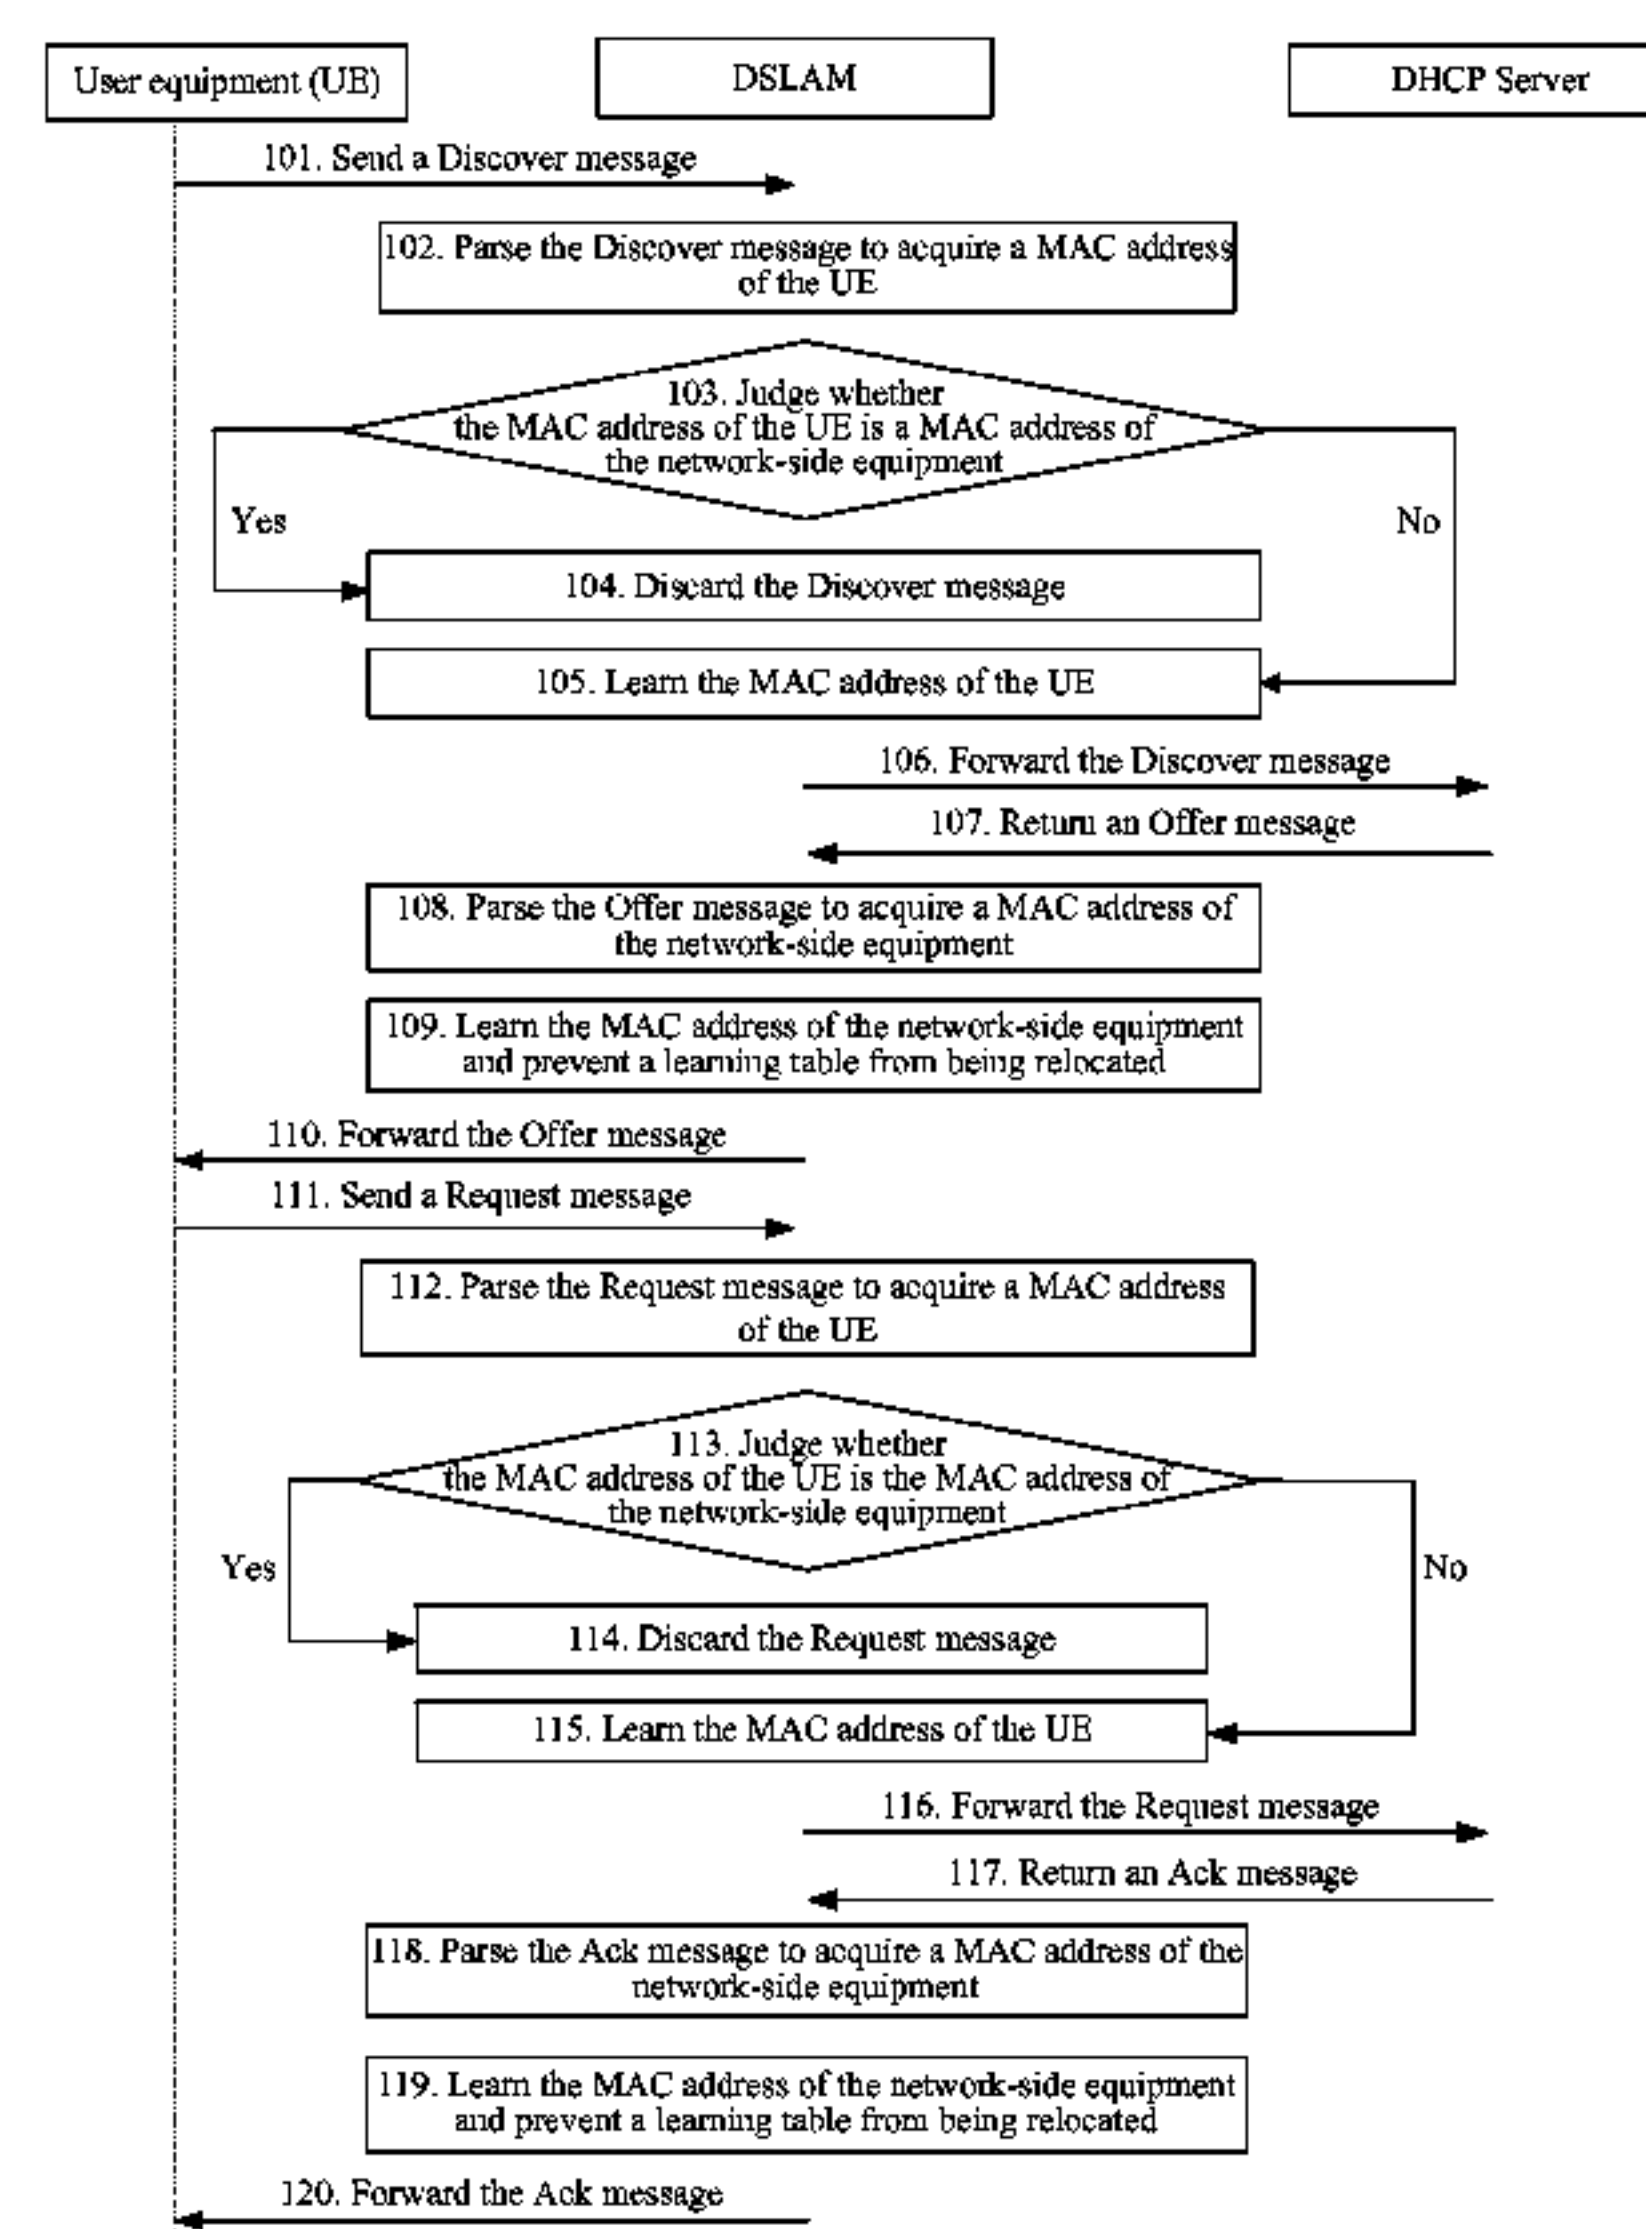 User equipment (UE)
DSLAM
DHCP Server
101. Send a Discover message
102. Parse the Discover message to acquire a MAC address
of the UE
103. Judge whether
the MAC address of the UE is a MAC address of
the network-side equipment
Yes
No
104. Discard the Discover message
105. Learn the MAC address of the UE
106. Forward the Discover message
107. Return an Offer message
108. Parse the Offer message to acquire a MAC address of
the network-side equipment
109. Learn the MAC address of the network-side equipment
and prevent a learning table from being relocated
110. Forward the Offer message
111. Send a Request message
112. Parse the Request message to acquire a MAC address
of the UE
113. Judge whether
the MAC address of the UE is the MAC address of
the network-side equipment
Yes
No
114. Discard the Request message
115. Learn the MAC address of the UE
116. Forward the Request message
117. Return an Ack message
118. Parse the Ack message to acquire a MAC address of the
network-side equipment
119. Learn the MAC address of the network-side equipment
and prevent a learning table from being relocated
120. Forward the Ack message